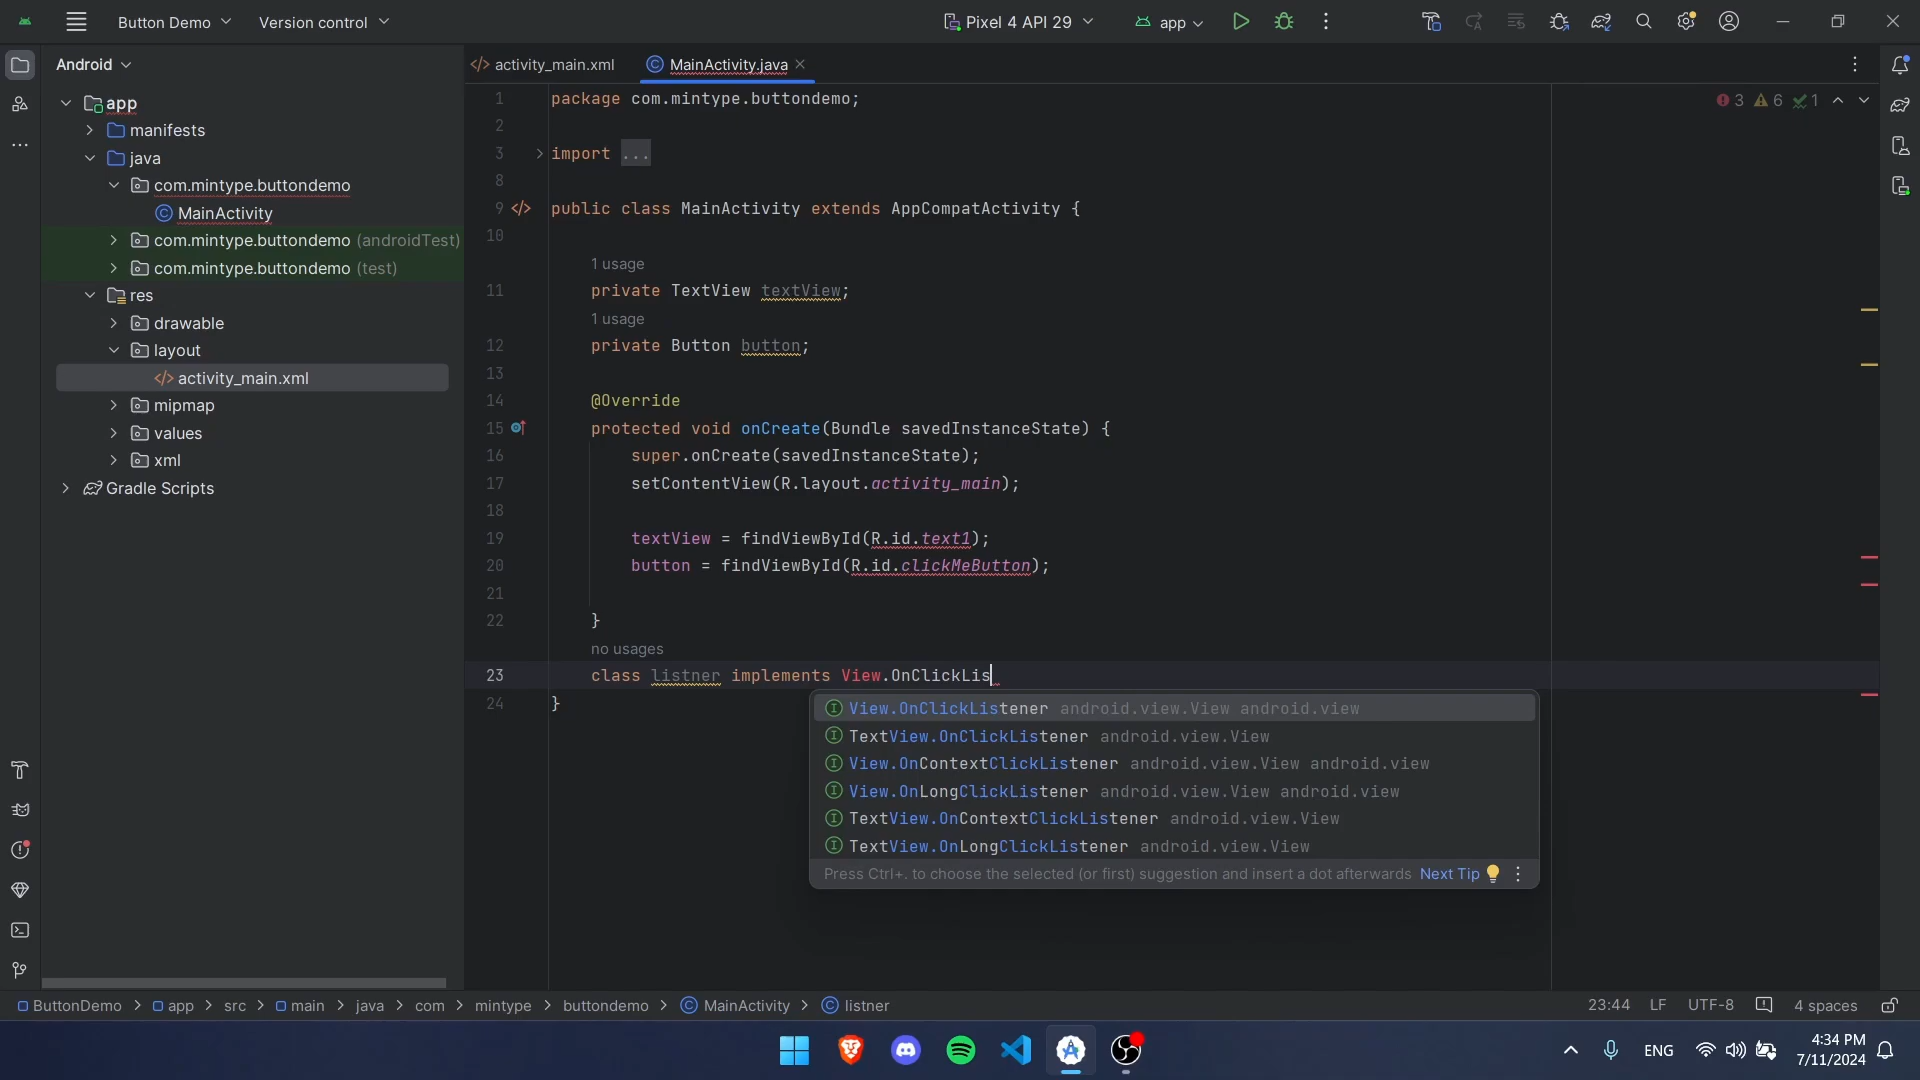 Button Demo
Version control
Pixel 4 API 29
app
Android
activity_main.xml
MainActivity.java
app
manifests
java
com.mintype.buttondemo
MainActivity
com.mintype.buttondemo (androidTest)
com.mintype.buttondemo (test)
res
drawable
layout
activity_main.xml
mipmap
values
xml
Gradle Scripts
3 6 1
1 package com.mintype.buttondemo;
2
3 import ...
8
9 public class MainActivity extends AppCompatActivity {
10
1 usage
11 private TextView textView;
1 usage
12 private Button button;
13
14 @Override
15 protected void onCreate(Bundle savedInstanceState) {
16 super.onCreate(savedInstanceState);
17 setContentView(R.layout.activity_main);
18
19 textView = findViewById(R.id.text1);
20 button = findViewById(R.id.clickMeButton);
21
22 }
no usages
23 class listner implements View.OnClickLis
24 }
View.OnClickListener android.view.View android.view
TextView.OnClickListener android.view.View
View.OnContextClickListener android.view.View android.view
View.OnLongClickListener android.view.View android.view
TextView.OnContextClickListener android.view.View
TextView.OnLongClickListener android.view.View
Press Ctrl+. to choose the selected (or first) suggestion and insert a dot afterwards Next Tip
ButtonDemo > app > src > main > java > com > mintype > buttondemo > MainActivity > listner
23:44 LF UTF-8 4 spaces
ENG
4:34 PM
7/11/2024